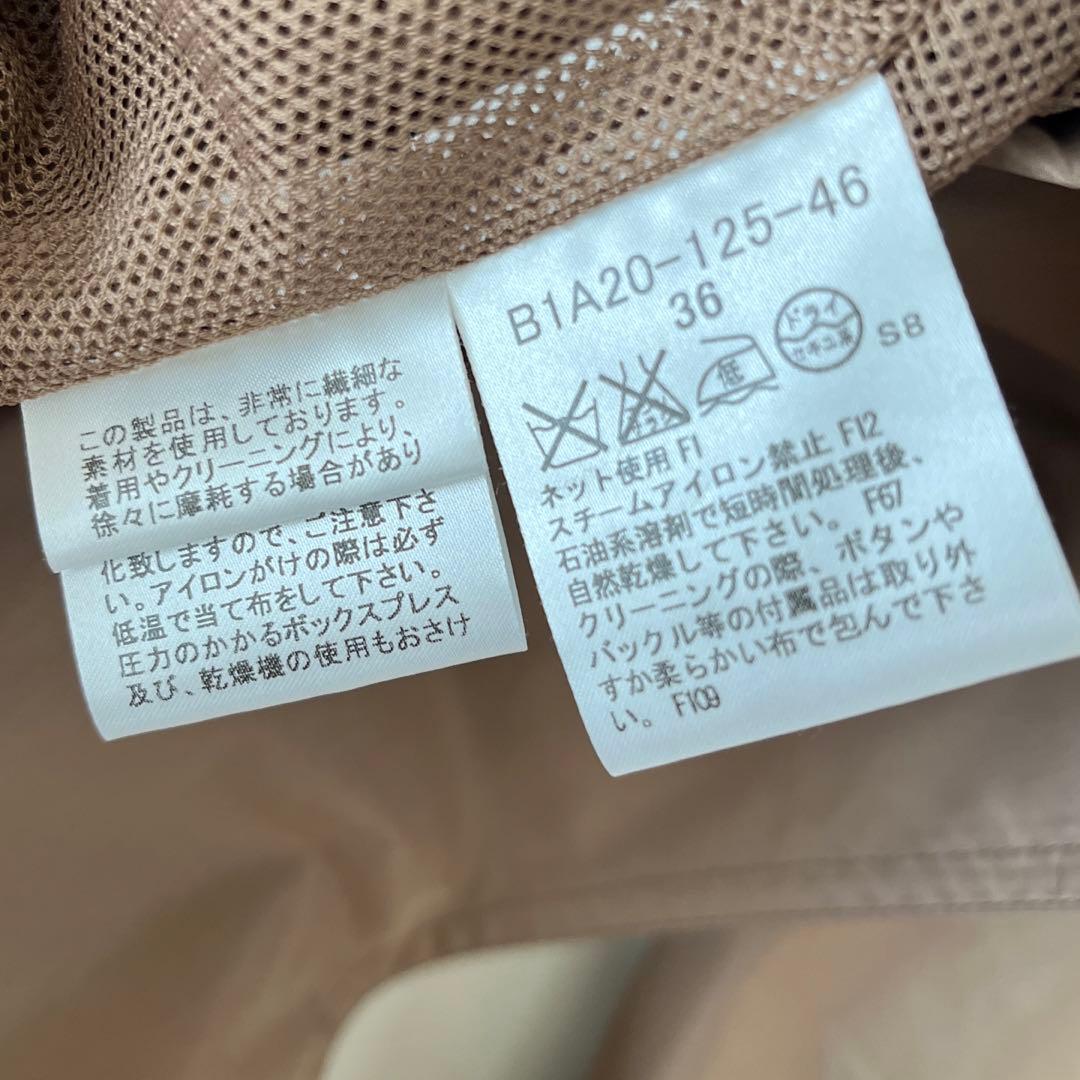 この製品は、非常に繊細な
素材を使用しております。
着用やクリーニングにより、
徐々に摩耗する場合があり
化致しますので、ご注意下さ
い。アイロンがけの際は必ず
低温で当て布をして下さい。
圧力のかかるボックスプレス
及び、乾燥機の使用もおさけ
B1A20-125-46
36
ドライ
セキユ系
低
S8
ネット使用 F1
スチームアイロン禁止 F12
石油系溶剤で短時間処理後、
自然乾燥して下さい。 F67
クリーニングの際、ボタンや
バックル等の付属品は取り外
すか柔らかい布で包んで下さ
い。 F109